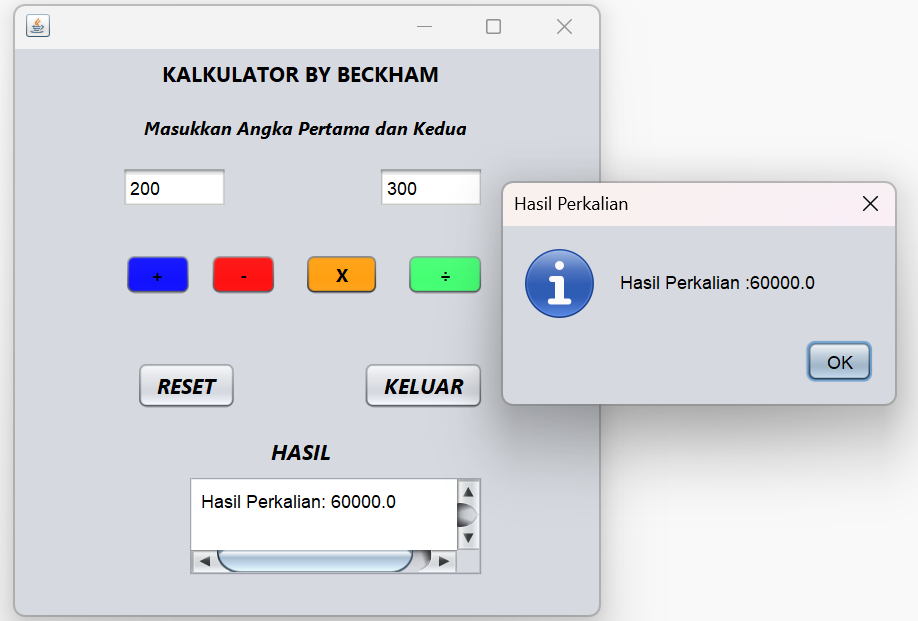 KALKULATOR BY BECKHAM
Masukkan Angka Pertama dan Kedua
200 300
+ - X ÷
RESET KELUAR
HASIL
Hasil Perkalian: 60000.0
Hasil Perkalian
Hasil Perkalian :60000.0
OK